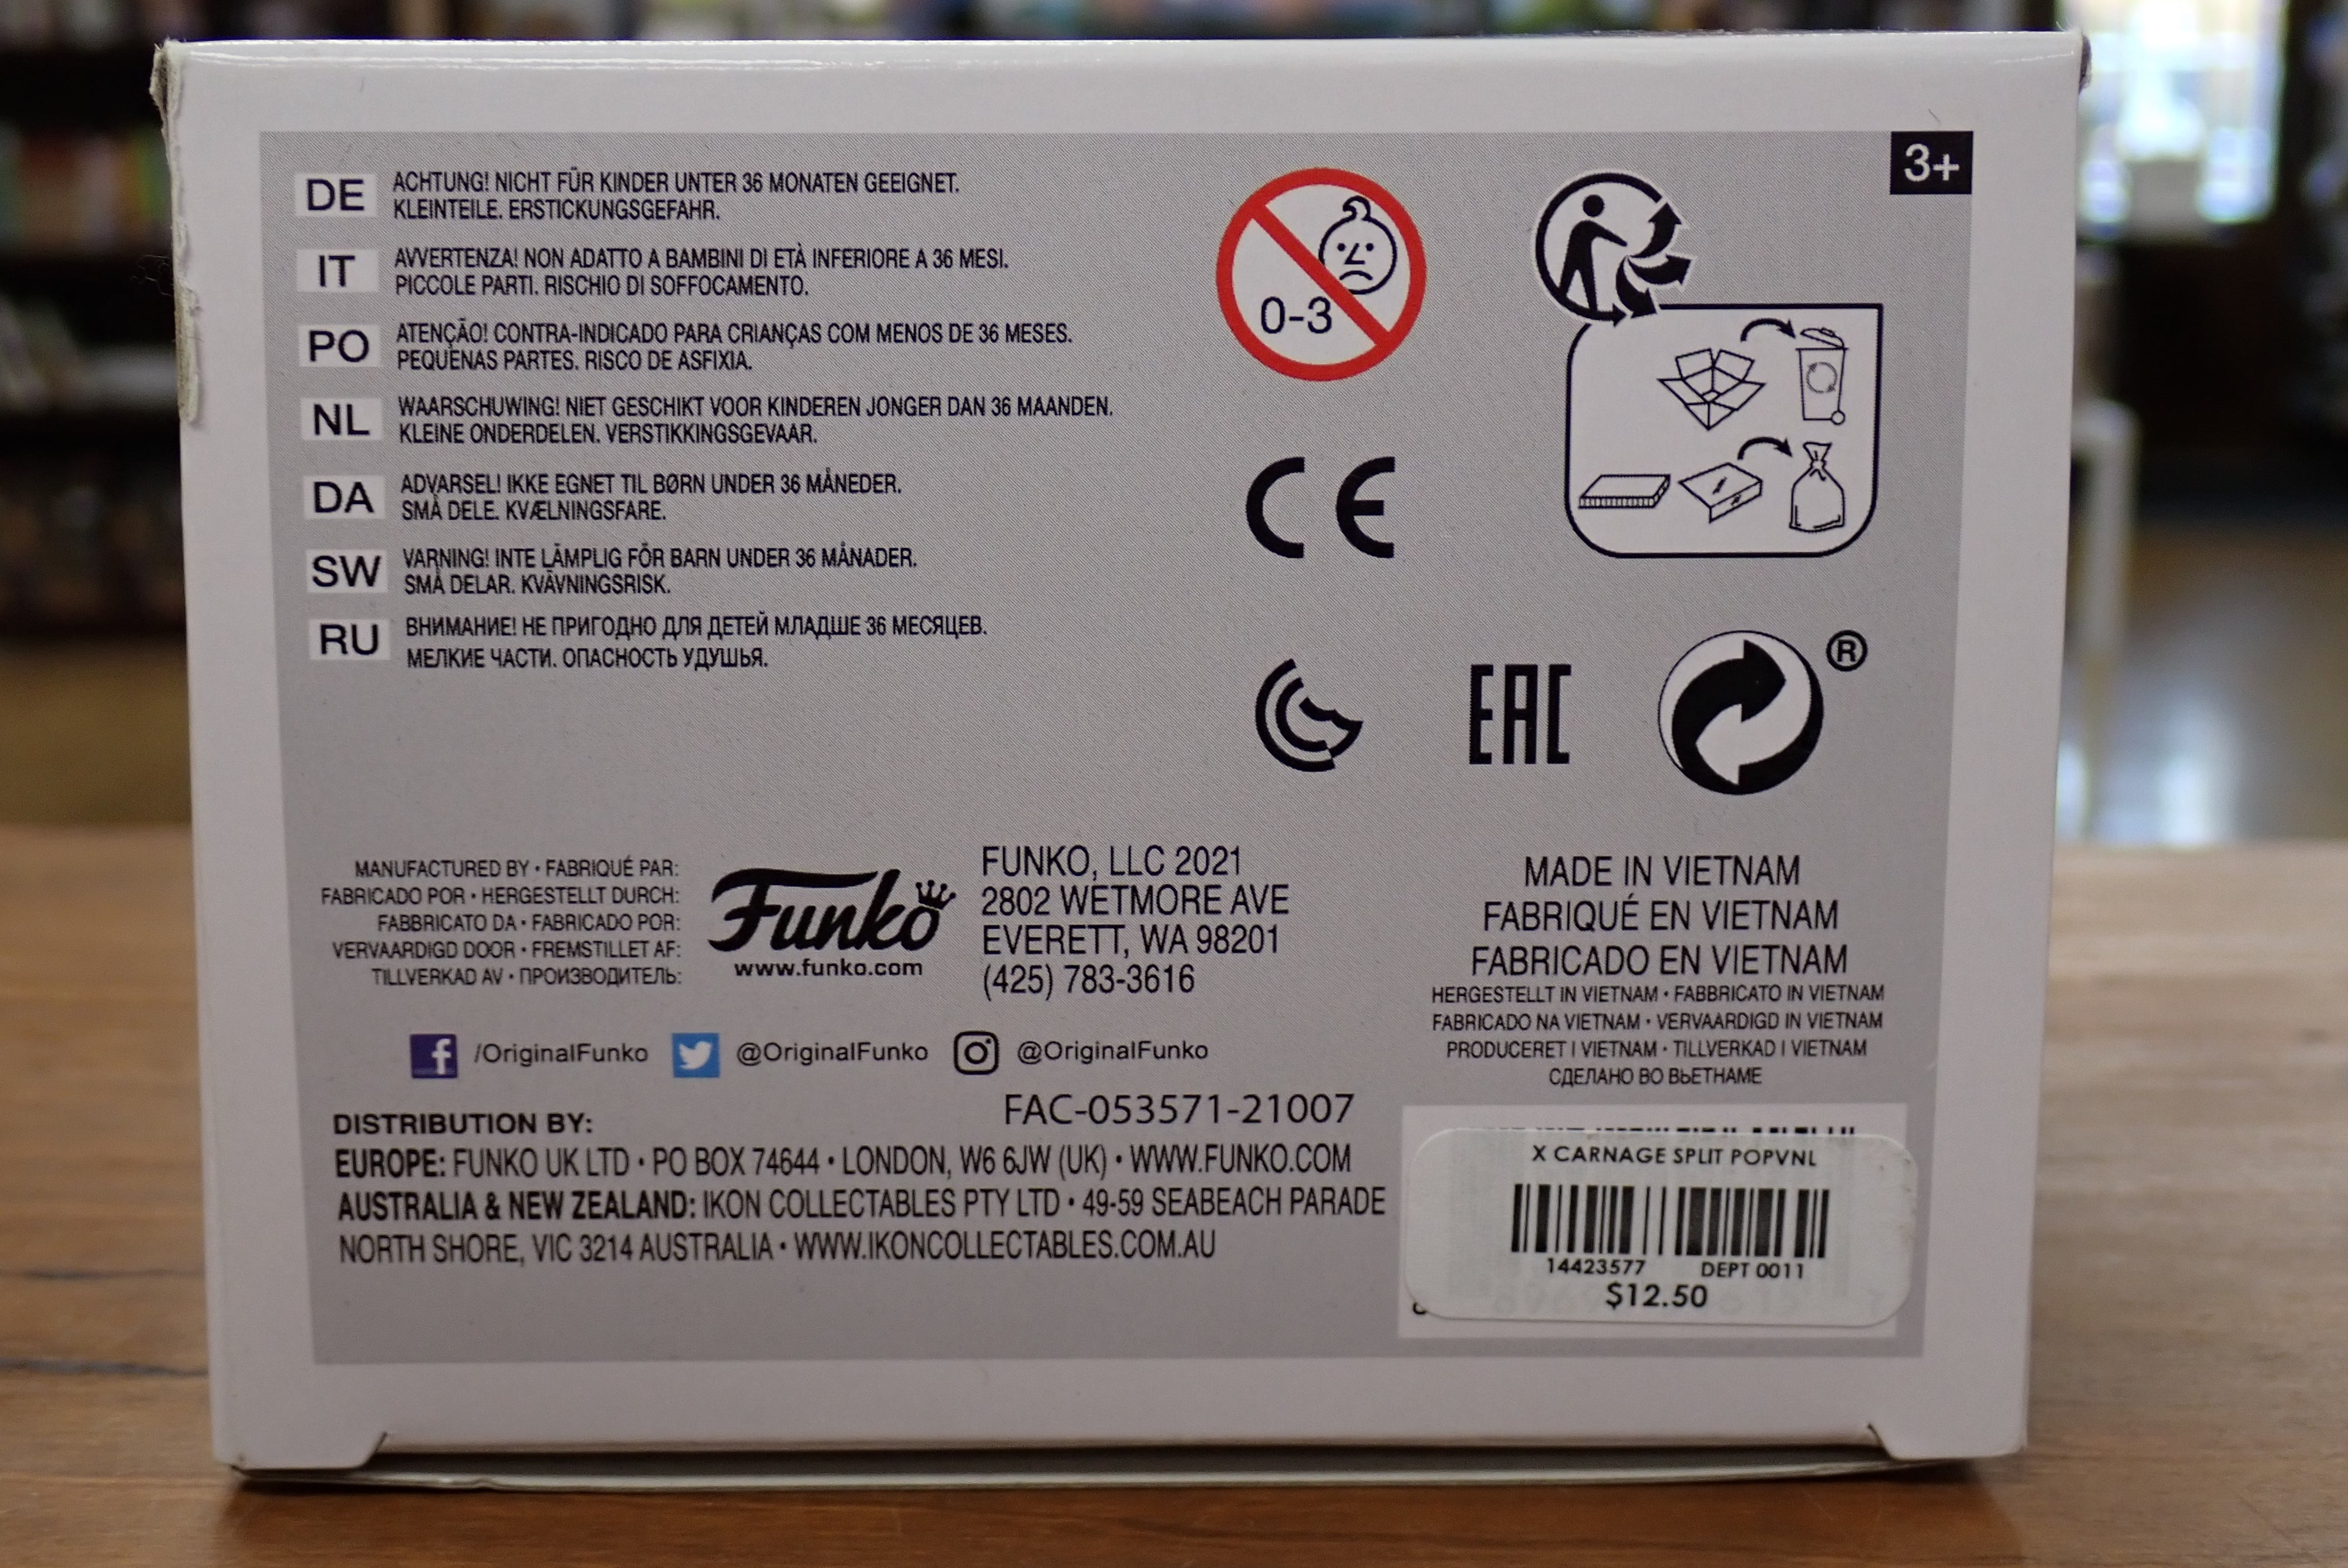 3+
DE
ACHTUNG! NICHT FÜR KINDER UNTER 36 MONATEN GEEIGNET.
KLEINTEILE. ERSTICKUNGSGEFAHR.
IT
AVVERTENZA! NON ADATTO A BAMBINI DI ETÀ INFERIORE A 36 MESI.
PICCOLE PARTI. RISCHIO DI SOFFOCAMENTO.
PO
ATENÇÃO! CONTRA-INDICADO PARA CRIANÇAS COM MENOS DE 36 MESES.
PEQUENAS PARTES. RISCO DE ASFIXIA.
NL
WAARSCHUWING! NIET GESCHIKT VOOR KINDEREN JONGER DAN 36 MAANDEN.
KLEINE ONDERDELEN. VERSTIKKINGSGEVAAR.
DA
ADVARSEL! IKKE EGNET TIL BØRN UNDER 36 MÅNEDER.
SMÅ DELE. KVÆLNINGSFARE.
SW
VARNING! INTE LÄMPLIG FÖR BARN UNDER 36 MÅNADER.
SMÅ DELAR. KVÄVNINGSRISK.
RU
ВНИМАНИЕ! НЕ ПРИГОДНО ДЛЯ ДЕТЕЙ МЛАДШЕ 36 МЕСЯЦЕВ.
МЕЛКИЕ ЧАСТИ. ОПАСНОСТЬ УДУШЬЯ.
0-3
CE
EAC
®
MANUFACTURED BY • FABRIQUÉ PAR:
FABRICADO POR • HERGESTELLT DURCH:
FABBRICATO DA • FABRICADO POR:
VERVAARDIGD DOOR • FREMSTILLET AF:
TILLVERKAD AV • ПРОИЗВОДИТЕЛЬ:
Funko
www.funko.com
FUNKO, LLC 2021
2802 WETMORE AVE
EVERETT, WA 98201
(425) 783-3616
MADE IN VIETNAM
FABRIQUÉ EN VIETNAM
FABRICADO EN VIETNAM
HERGESTELLT IN VIETNAM • FABBRICATO IN VIETNAM
FABRICADO NA VIETNAM • VERVAARDIGD IN VIETNAM
PRODUCERET I VIETNAM • TILLVERKAD I VIETNAM
СДЕЛАНО ВО ВЬЕТНАМЕ
/OriginalFunko @OriginalFunko @OriginalFunko
FAC-053571-21007
DISTRIBUTION BY:
EUROPE: FUNKO UK LTD • PO BOX 74644 • LONDON, W6 6JW (UK) • WWW.FUNKO.COM
AUSTRALIA & NEW ZEALAND: IKON COLLECTABLES PTY LTD • 49-59 SEABEACH PARADE
NORTH SHORE, VIC 3214 AUSTRALIA • WWW.IKONCOLLECTABLES.COM.AU
X CARNAGE SPLIT POPVNL
14423577 DEPT 0011
$12.50